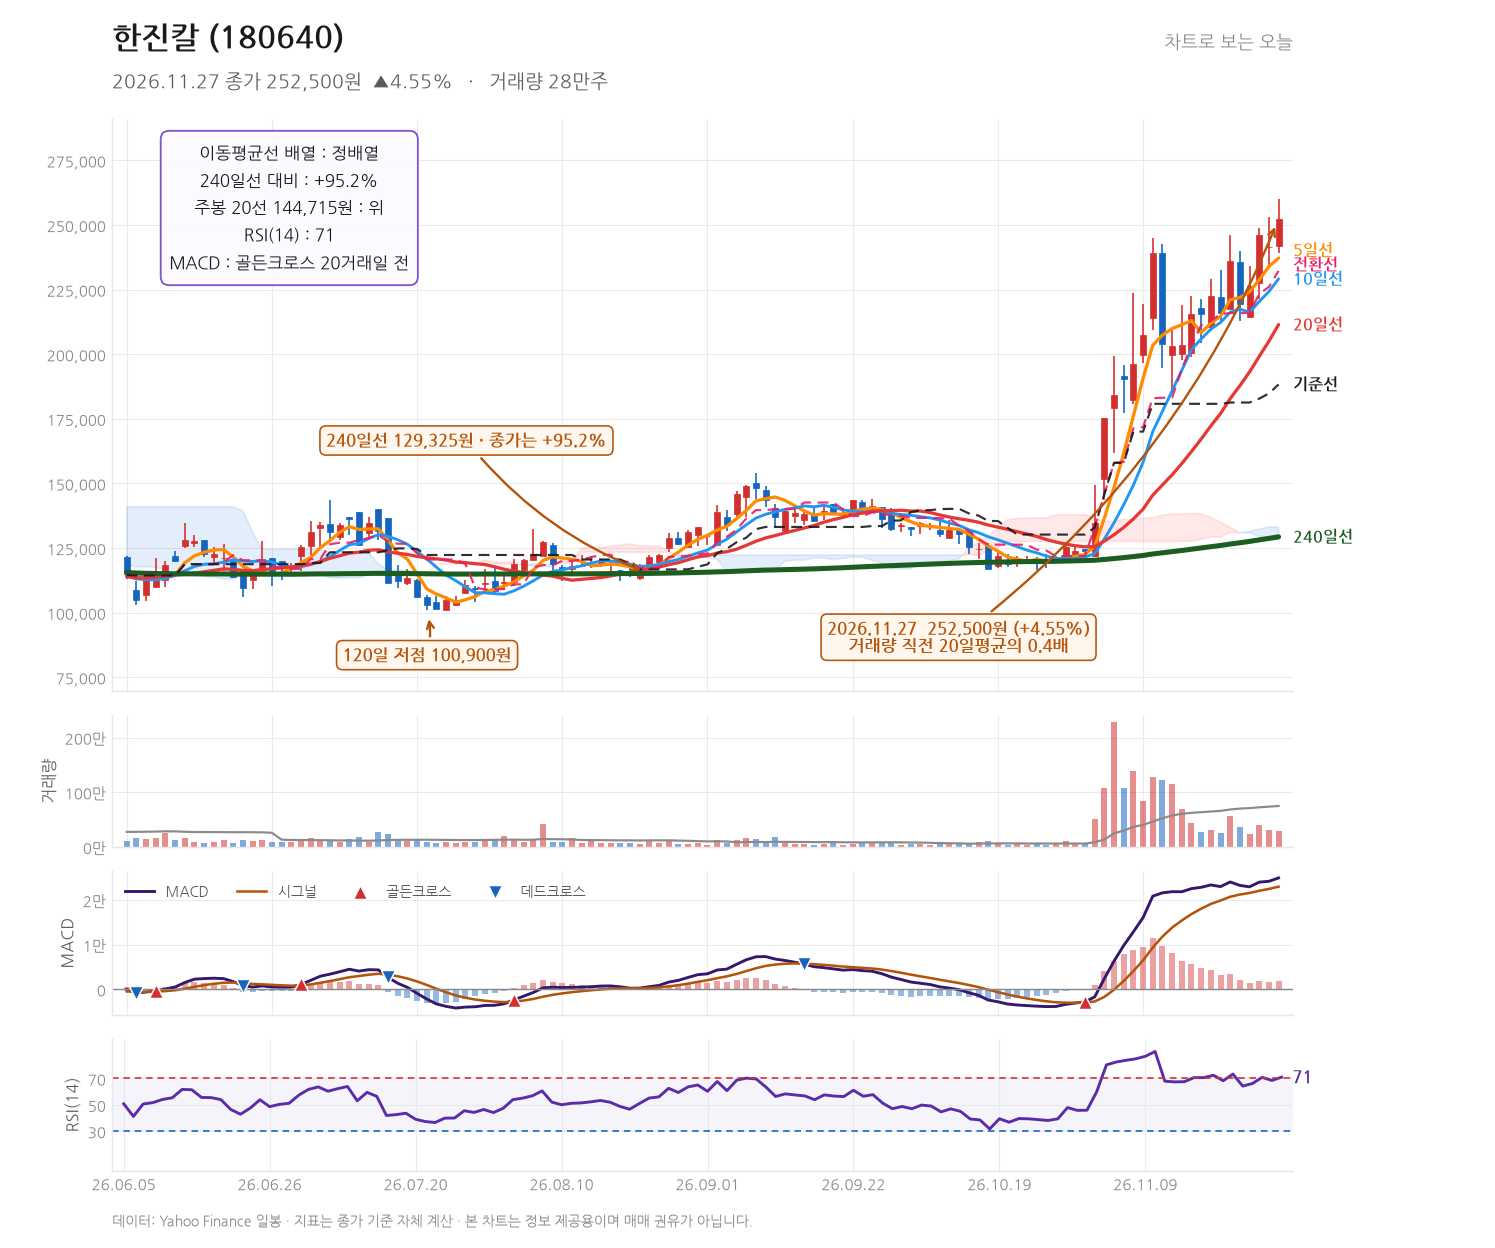 한진칼 (180640)
차트로 보는 오늘
2026.11.27 종가 252,500원 ▲4.55% · 거래량 28만주
이동평균선 배열 : 정배열
240일선 대비 : +95.2%
주봉 20선 144,715원 : 위
RSI(14) : 71
MACD : 골든크로스 20거래일 전
275,000
250,000
225,000
200,000
175,000
150,000
125,000
100,000
75,000
5일선
전환선
10일선
20일선
기준선
240일선
240일선 129,325원 · 종가는 +95.2%
120일 저점 100,900원
2026.11.27 252,500원 (+4.55%)
거래량 직전 20일평균의 0.4배
거래량
200만
100만
0만
MACD
2만
1만
0
MACD
시그널
▲ 골든크로스
▼ 데드크로스
RSI(14)
70
50
30
71
26.06.05
26.06.26
26.07.20
26.08.10
26.09.01
26.09.22
26.10.19
26.11.09
데이터: Yahoo Finance 일봉 · 지표는 종가 기준 자체 계산 · 본 차트는 정보 제공용이며 매매 권유가 아닙니다.